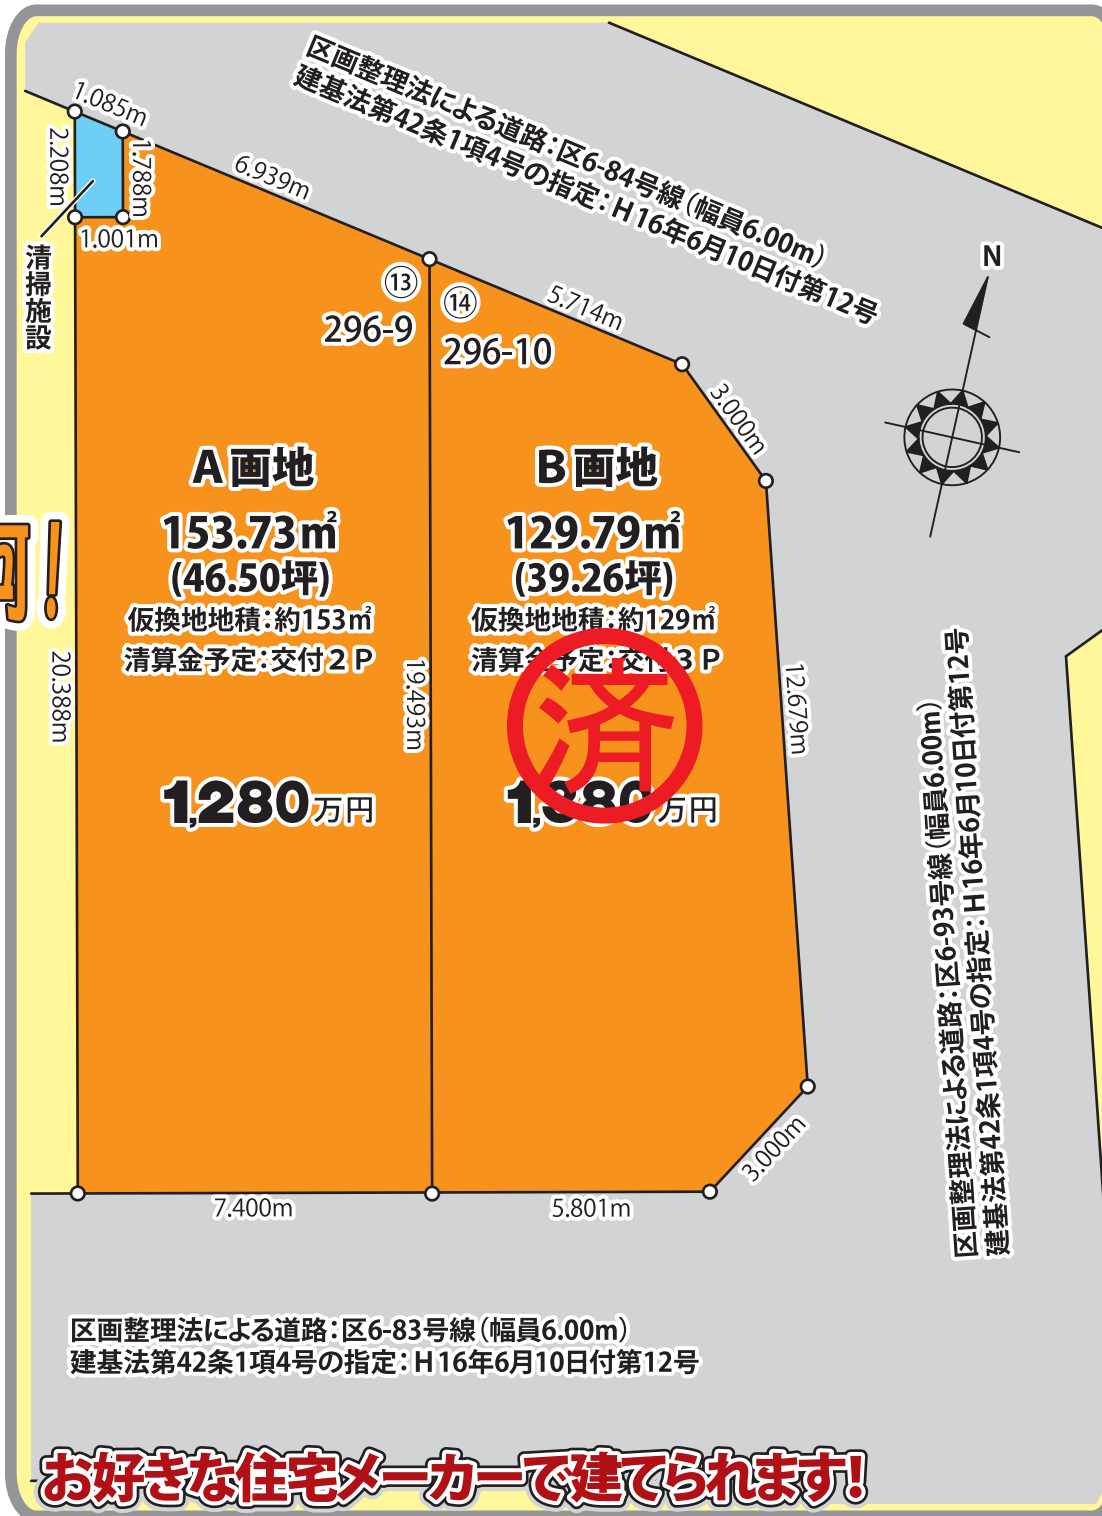 区画整理法による道路：区6-84号線（幅員6.00m）
建基法第42条1項4号の指定：H16年6月10日付第12号
1.085m
2.208m
1.788m
1.001m
清掃施設
6.939m
5.714m
3.000m
N
⑬
296-9
⑭
296-10
A画地
153.73㎡
(46.50坪)
仮換地地積：約153㎡
清算金予定：交付２Ｐ
1,280万円
B画地
129.79㎡
(39.26坪)
仮換地地積：約129㎡
清算金予定：交付３Ｐ
済
1,380万円
!
20.388m
19.493m
12.679m
3.000m
7.400m
5.801m
区画整理法による道路：区6-93号線（幅員6.00m）
建基法第42条1項4号の指定：H16年6月10日付第12号
区画整理法による道路：区6-83号線（幅員6.00m）
建基法第42条1項4号の指定：H16年6月10日付第12号
お好きな住宅メーカーで建てられます!